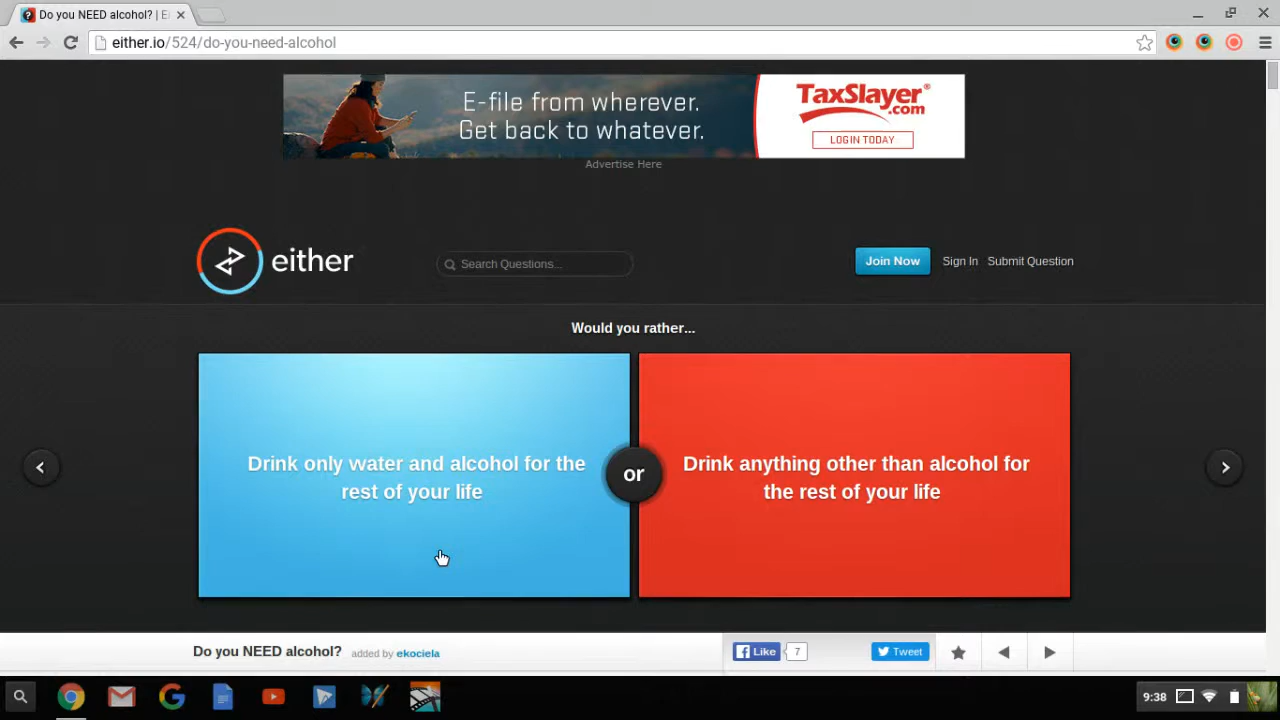 Do you NEED alcohol? | E
either.io/524/do-you-need-alcohol
E-file from wherever.
Get back to whatever.
TaxSlayer®
.com
LOGIN TODAY
Advertise Here
either
Search Questions...
Join Now
Sign In
Submit Question
Would you rather...
Drink only water and alcohol for the
rest of your life
or
Drink anything other than alcohol for
the rest of your life
Do you NEED alcohol? added by ekociela
Like
7
Tweet
9:38